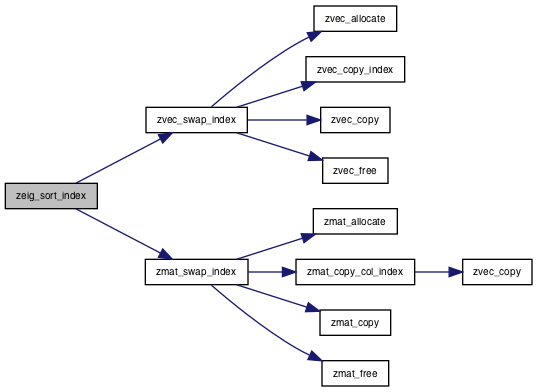 zvec_allocate
zvec_copy_index
zvec_swap_index
zvec_copy
zvec_free
zeig_sort_index
zmat_allocate
zmat_swap_index
zmat_copy_col_index
zvec_copy
zmat_copy
zmat_free